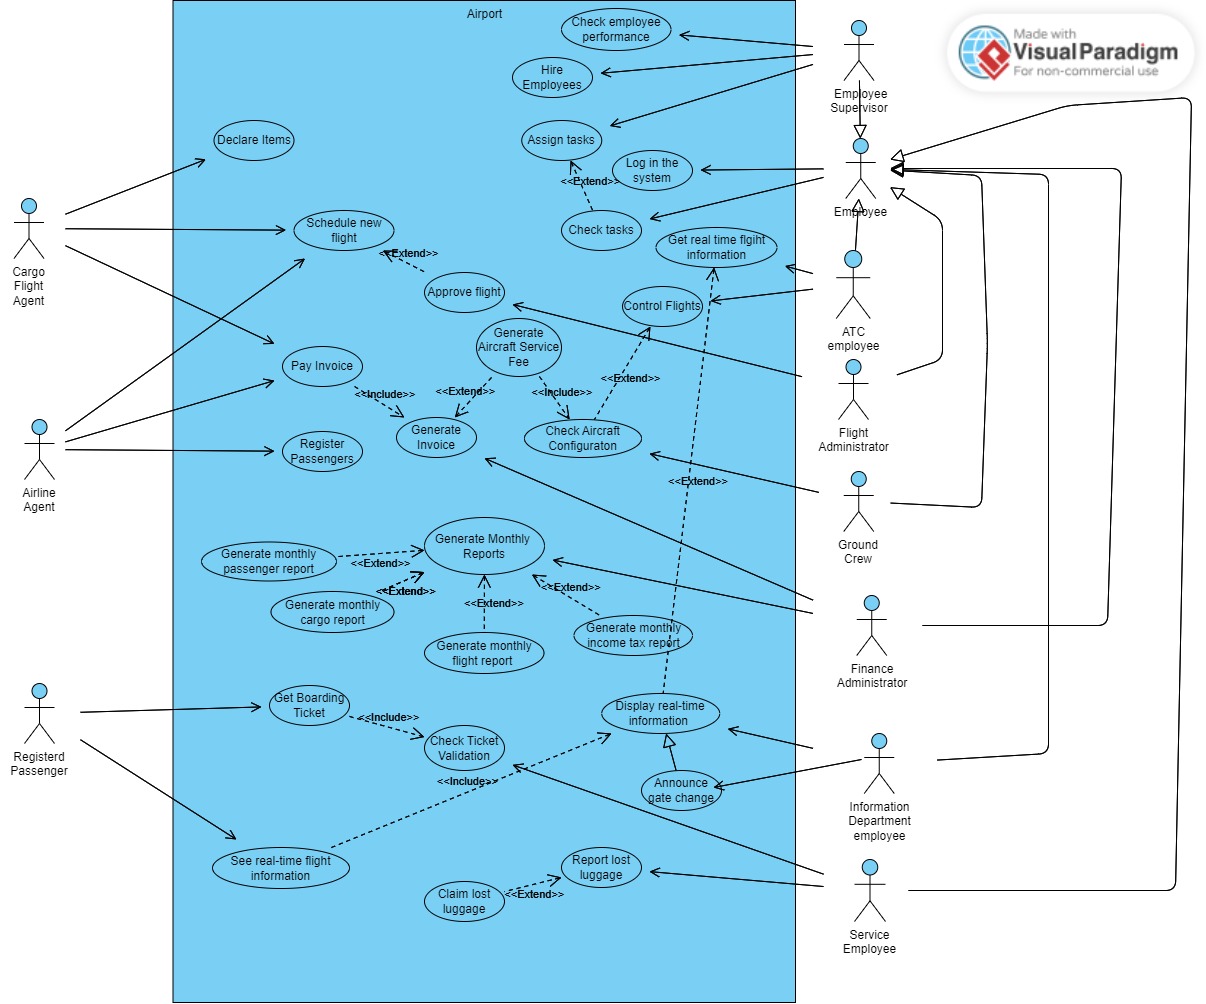 Airport
Check employee
performance
Hire
Employees
Assign tasks
Log in the
system
<<Extend>>
Check tasks
Declare Items
Schedule new
flight
<<Extend>>
Approve flight
Get real time flgiht
information
Control Flights
Generate
Aircraft Service
Fee
Pay Invoice
<<Include>>
<<Extend>>
<<Include>>
<<Extend>>
Generate
Invoice
Check Aircraft
Configuraton
Register
Passengers
<<Extend>>
Generate Monthly
Reports
Generate monthly
passenger report
<<Extend>>
Generate monthly
cargo report
<<Extend>>
<<Extend>>
Generate monthly
flight report
<<Extend>>
Generate monthly
income tax report
Get Boarding
Ticket
<<Include>>
Check Ticket
Validation
Display real-time
information
<<Include>>
Announce
gate change
See real-time flight
information
Report lost
luggage
<<Extend>>
Claim lost
luggage
Cargo
Flight
Agent
Airline
Agent
Registerd
Passenger
Employee
Supervisor
Employee
ATC
employee
Flight
Administrator
Ground
Crew
Finance
Administrator
Information
Department
employee
Service
Employee
Made with
VisualParadigm
For non-commercial use